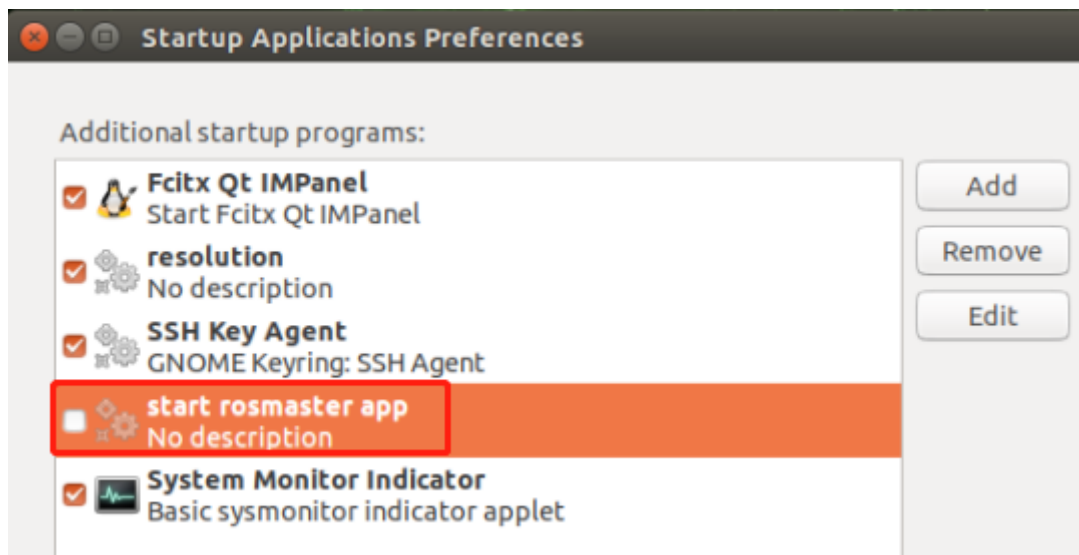 Startup Applications Preferences
Additional startup programs:
Fcitx Qt IMPanel
Start Fcitx Qt IMPanel
resolution
No description
SSH Key Agent
GNOME Keyring: SSH Agent
start rosmaster app
No description
System Monitor Indicator
Basic sysmonitor indicator applet
Add
Remove
Edit